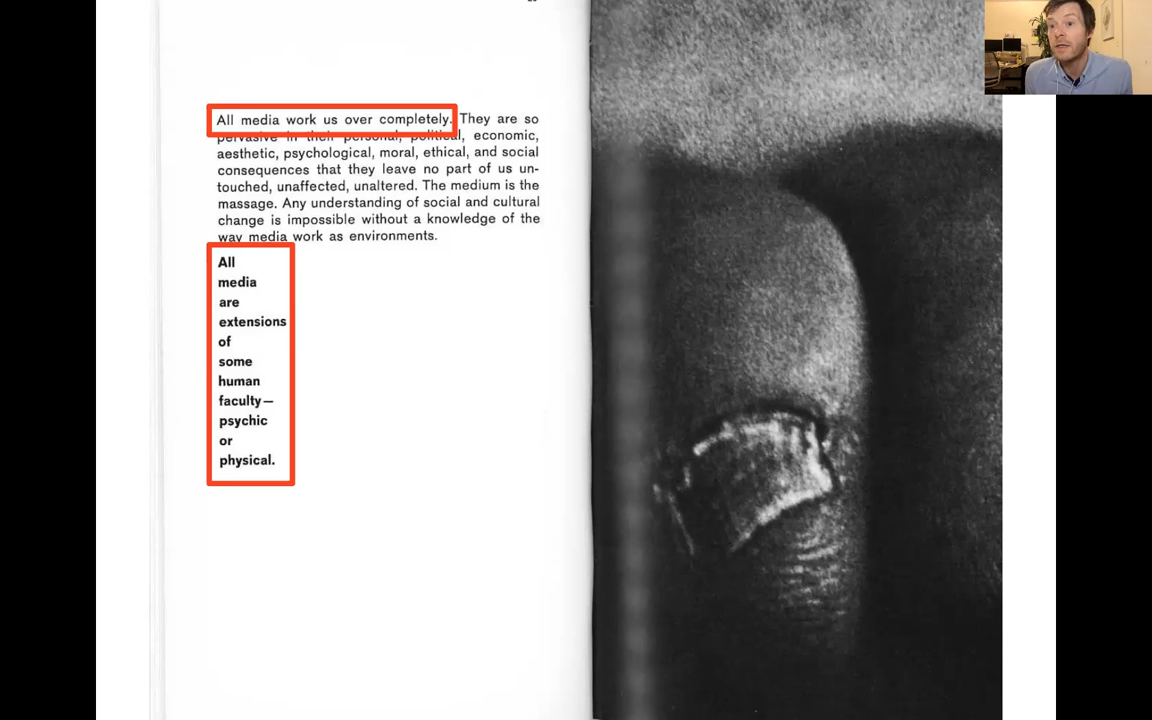 All media work us over completely. They are so
pervasive in their personal, political, economic,
aesthetic, psychological, moral, ethical, and social
consequences that they leave no part of us un-
touched, unaffected, unaltered. The medium is the
massage. Any understanding of social and cultural
change is impossible without a knowledge of the
way media work as environments.
All
media
are
extensions
of
some
human
faculty—
psychic
or
physical.